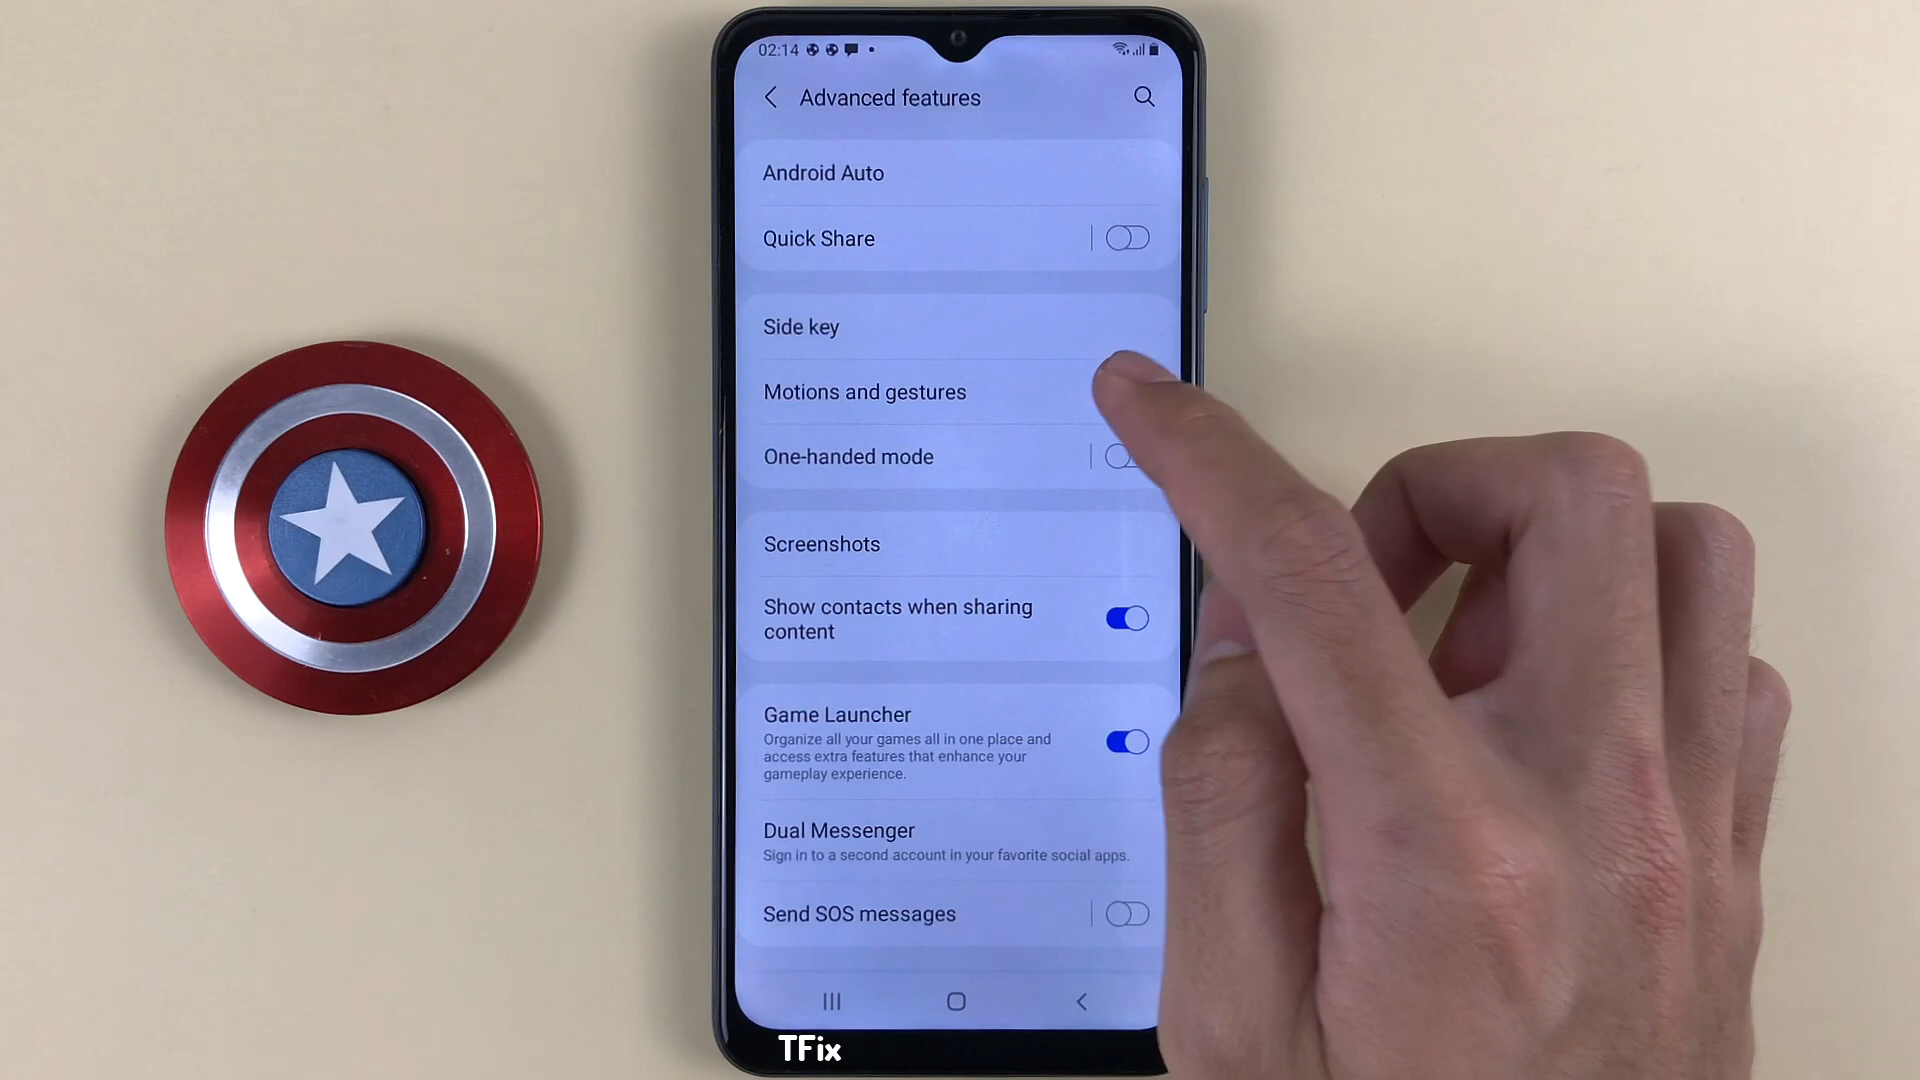 02:14
Advanced features
Android Auto
Quick Share
Side key
Motions and gestures
One-handed mode
Screenshots
Show contacts when sharing
content
Game Launcher
Organize all your games all in one place and
access extra features that enhance your
gameplay experience.
Dual Messenger
Sign in to a second account in your favorite social apps.
Send SOS messages
TFix